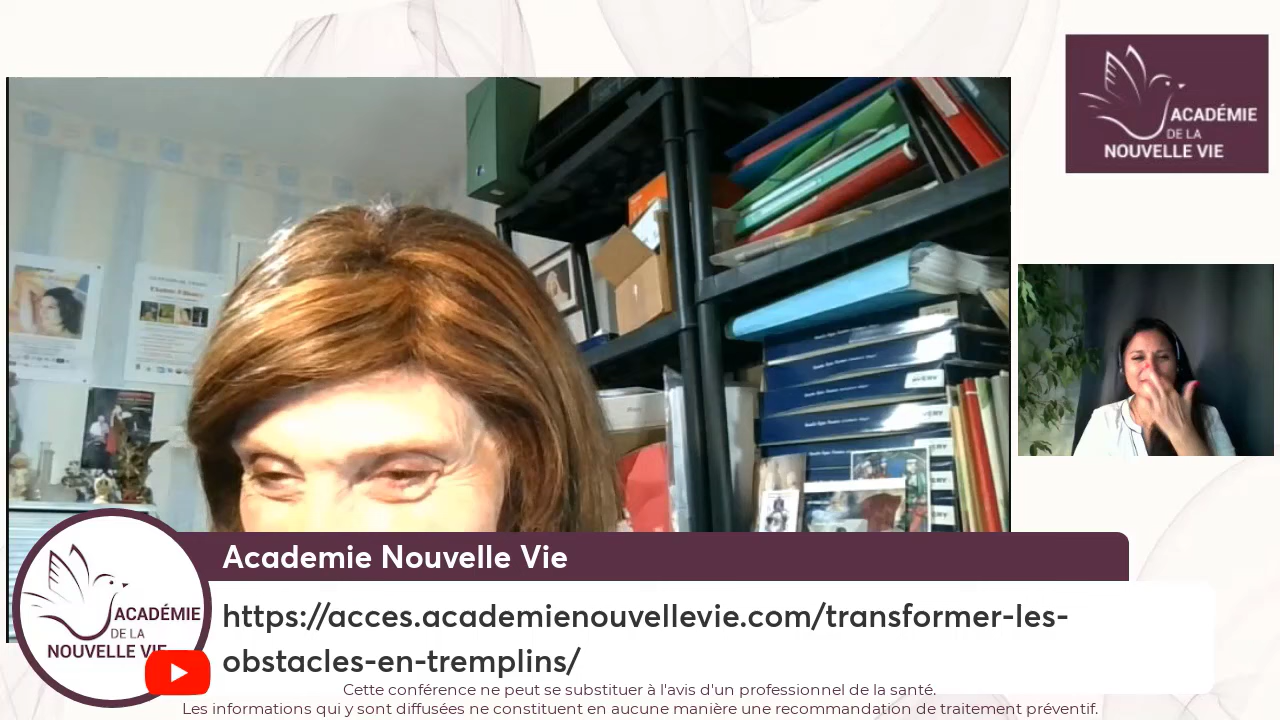 ACADÉMIE
DE LA
NOUVELLE VIE
Academie Nouvelle Vie
https://acces.academienouvellevie.com/transformer-les-
obstacles-en-tremplins/
ACADÉMIE
DE LA
NOUVELLE VIE
Cette conférence ne peut se substituer à l'avis d'un professionnel de la santé.
Les informations qui y sont diffusées ne constituent en aucune manière une recommandation de traitement préventif.